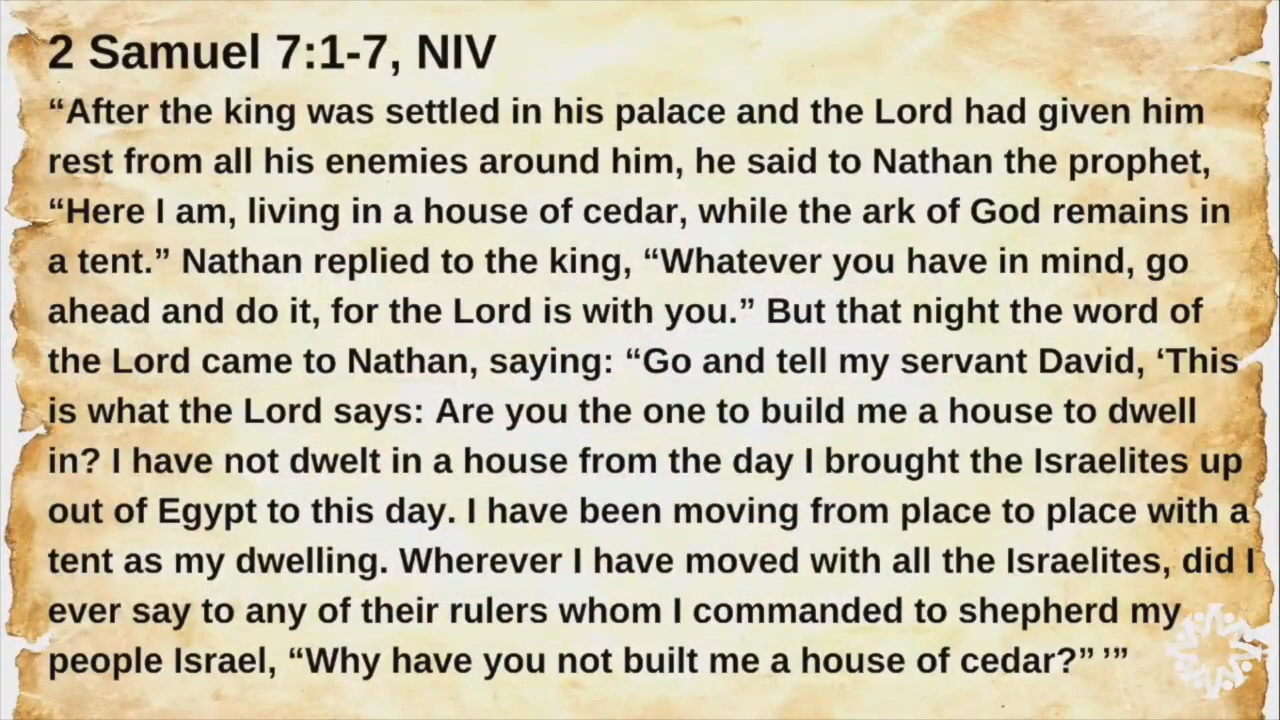 2 Samuel 7:1-7, NIV
“After the king was settled in his palace and the Lord had given him
rest from all his enemies around him, he said to Nathan the prophet,
“Here I am, living in a house of cedar, while the ark of God remains in
a tent.” Nathan replied to the king, “Whatever you have in mind, go
ahead and do it, for the Lord is with you.” But that night the word of
the Lord came to Nathan, saying: “Go and tell my servant David, ‘This
is what the Lord says: Are you the one to build me a house to dwell
in? I have not dwelt in a house from the day I brought the Israelites up
out of Egypt to this day. I have been moving from place to place with a
tent as my dwelling. Wherever I have moved with all the Israelites, did I
ever say to any of their rulers whom I commanded to shepherd my
people Israel, “Why have you not built me a house of cedar?” ’”